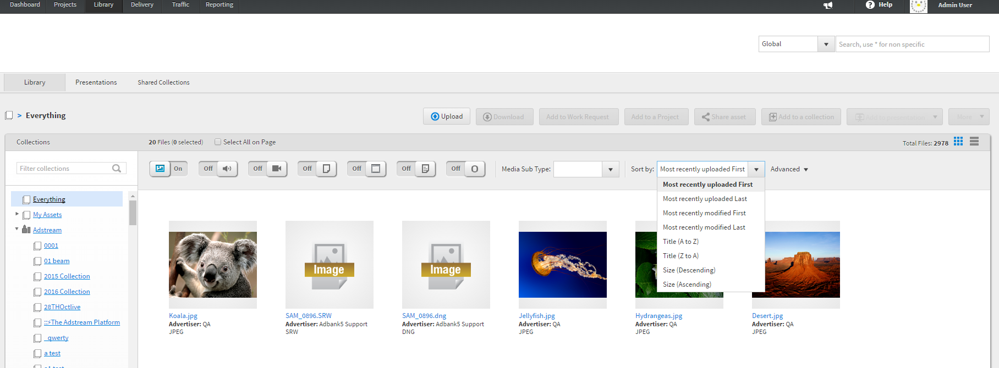 Dashboard Projects Library Delivery Traffic Reporting Help Admin User
Global Search, use * for non specific
Library Presentations Shared Collections
> Everything Upload Download Add to Work Request Add to a Project Share asset Add to a collection Add to presentation More
Collections 20 Files (0 selected) Select All on Page Total Files: 2978
Filter collections On Off Off Off Off Off Off Media Sub Type: Sort by: Most recently uploaded First Advanced
Most recently uploaded First
Most recently uploaded Last
Most recently modified First
Most recently modified Last
Title (A to Z)
Title (Z to A)
Size (Descending)
Size (Ascending)
Everything
My Assets
Adstream
0001
01 beam
2015 Collection
2016 Collection
28THOctlive
::⚡The Adstream Platform
_qwerty
a test
Image
Image
Koala.jpg
Advertiser: QA
JPEG
SAM_0896.SRW
Advertiser: Adbank5 Support
SRW
SAM_0896.dng
Advertiser: Adbank5 Support
DNG
Jellyfish.jpg
Advertiser: QA
JPEG
Hydrangeas.jpg
Advertiser: QA
JPEG
Desert.jpg
Advertiser: QA
JPEG